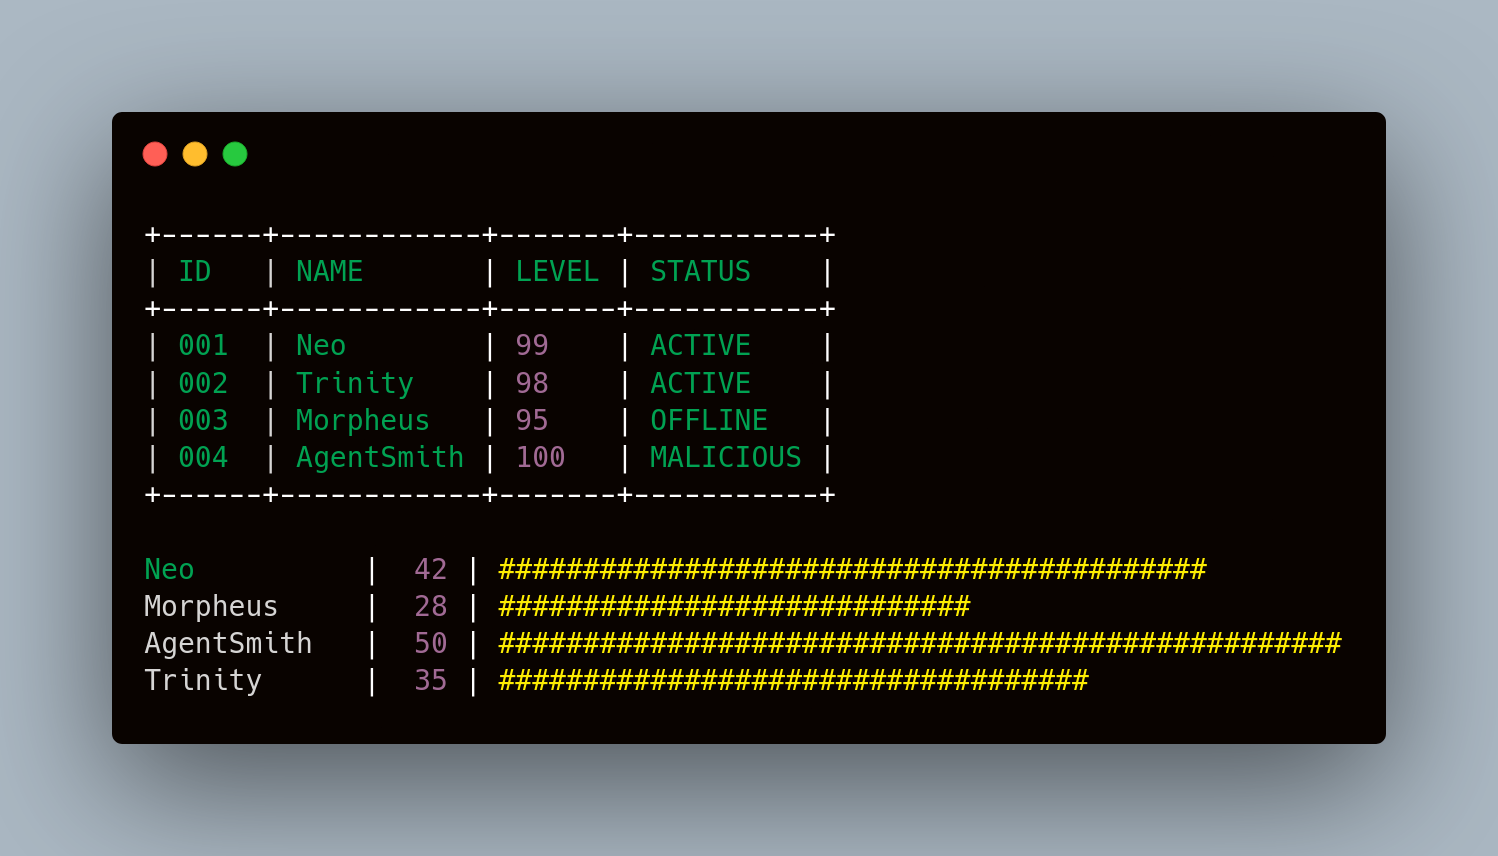 +------+------------+-------+-----------+
| ID   | NAME       | LEVEL | STATUS    |
+------+------------+-------+-----------+
| 001  | Neo        | 99    | ACTIVE    |
| 002  | Trinity    | 98    | ACTIVE    |
| 003  | Morpheus   | 95    | OFFLINE   |
| 004  | AgentSmith | 100   | MALICIOUS |
+------+------------+-------+-----------+

Neo          |  42 | ##########################################
Morpheus     |  28 | ############################
AgentSmith   |  50 | ##################################################
Trinity      |  35 | ###################################